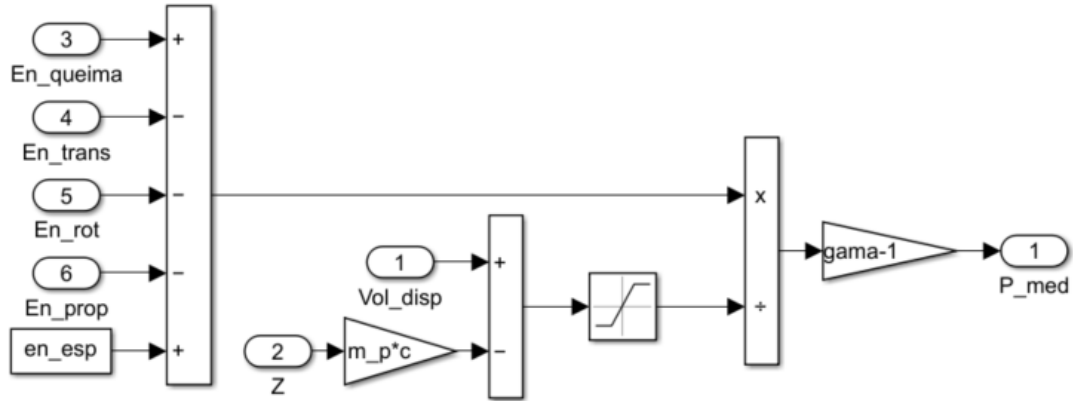 3
+
En_queima
4
−
En_trans
5
−
x
En_rot
6
−
1
+
gama-1
1
En_prop
Vol_disp
÷
P_med
en_esp
+
2
m_p*c
−
Z